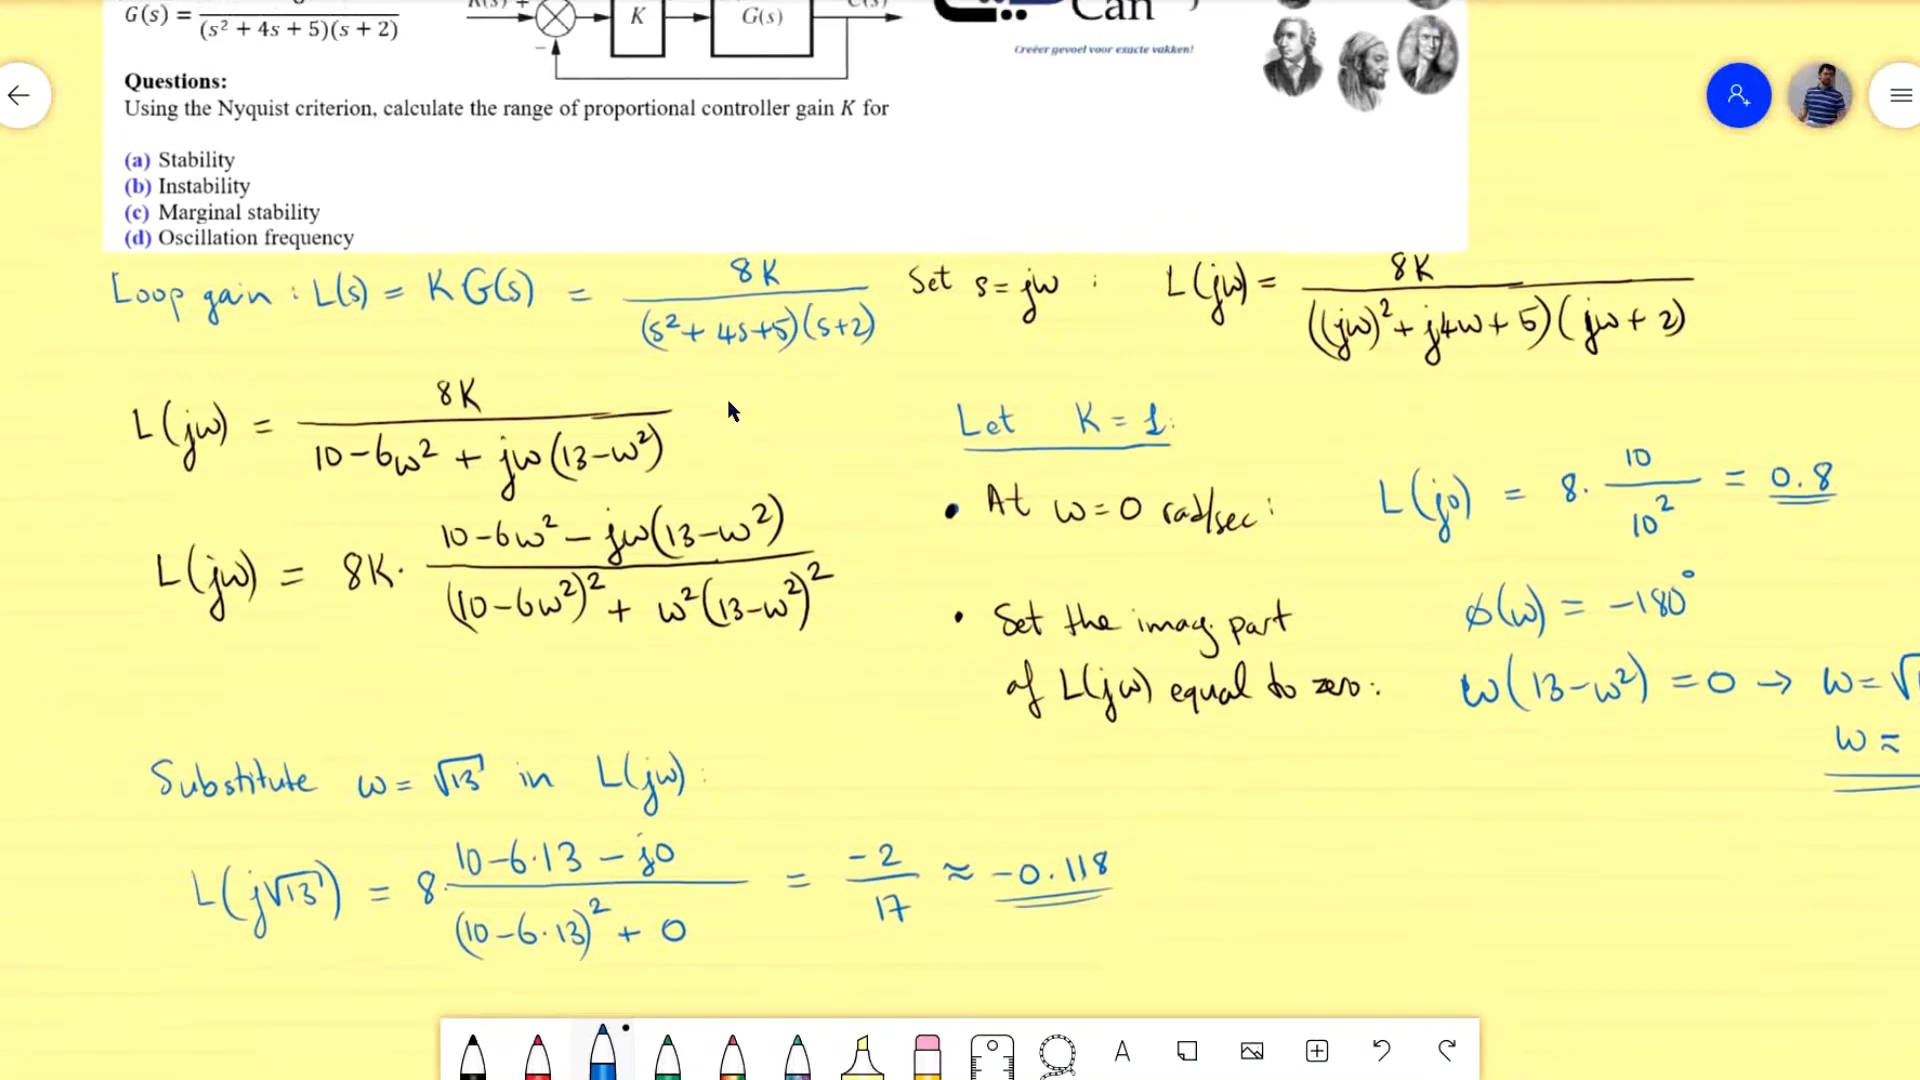 G(s) = ───── (s² + 4s + 5)(s + 2)
K
G(s)
Can
Creëer gevoel voor exacte vakken!
Questions:
Using the Nyquist criterion, calculate the range of proportional controller gain K for
(a) Stability
(b) Instability
(c) Marginal stability
(d) Oscillation frequency
Loop gain : L(s) = K G(s) = 8K / (s² + 4s + 5)(s + 2)
Set s = jω : L(jω) = 8K / ((jω)² + j4ω + 5)(jω + 2)
L(jω) = 8K / 10 − 6ω² + jω(13 − ω²)
L(jω) = 8K · 10 − 6ω² − jω(13 − ω²) / (10 − 6ω²)² + ω²(13 − ω²)²
Let K = 1:
• At ω = 0 rad/sec : L(j0) = 8 · 10 / 10² = 0.8
• Set the imag. part
of L(jω) equal to zero :
φ(ω) = −180°
ω(13 − ω²) = 0 → ω = √
ω ≈
Substitute ω = √13 in L(jω) :
L(j√13) = 8 · 10 − 6·13 − j0 / (10 − 6·13)² + 0 = −2 / 17 ≈ −0.118
A